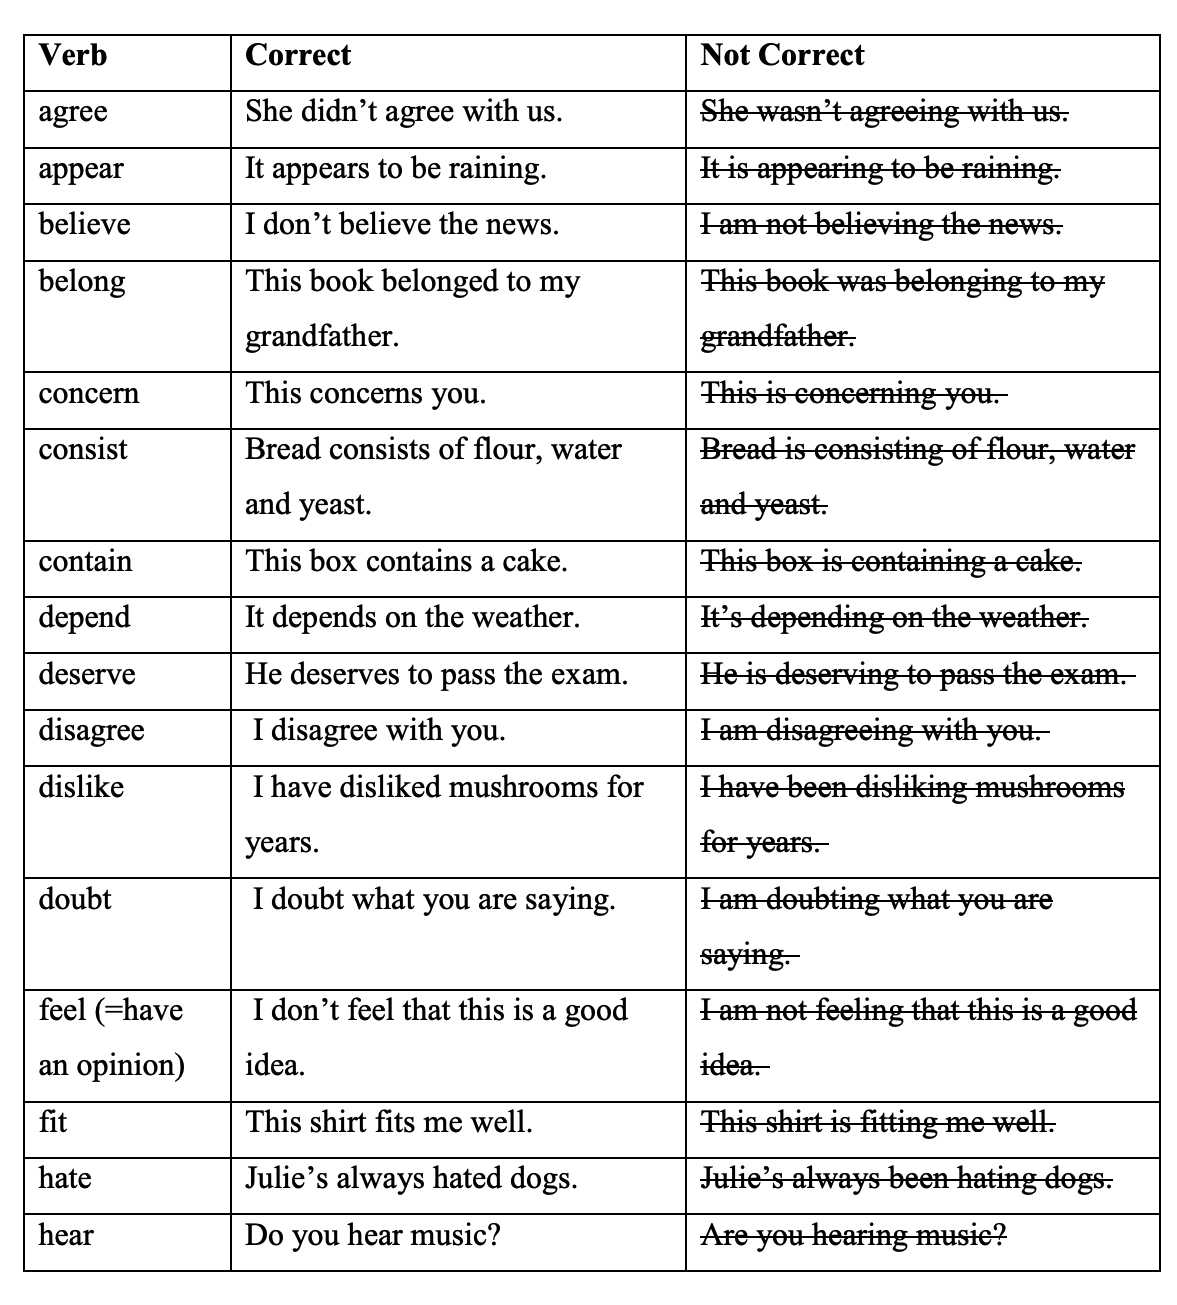 Verb Correct Not Correct
agree She didn’t agree with us. She wasn’t agreeing with us.
appear It appears to be raining. It is appearing to be raining.
believe I don’t believe the news. I am not believing the news.
belong This book belonged to my This book was belonging to my
grandfather. grandfather.
concern This concerns you. This is concerning you.
consist Bread consists of flour, water Bread is consisting of flour, water
and yeast. and yeast.
contain This box contains a cake. This box is containing a cake.
depend It depends on the weather. It’s depending on the weather.
deserve He deserves to pass the exam. He is deserving to pass the exam.
disagree I disagree with you. I am disagreeing with you.
dislike I have disliked mushrooms for I have been disliking mushrooms
years. for years.
doubt I doubt what you are saying. I am doubting what you are
saying.
feel (=have I don’t feel that this is a good I am not feeling that this is a good
an opinion) idea. idea.
fit This shirt fits me well. This shirt is fitting me well.
hate Julie’s always hated dogs. Julie’s always been hating dogs.
hear Do you hear music? Are you hearing music?